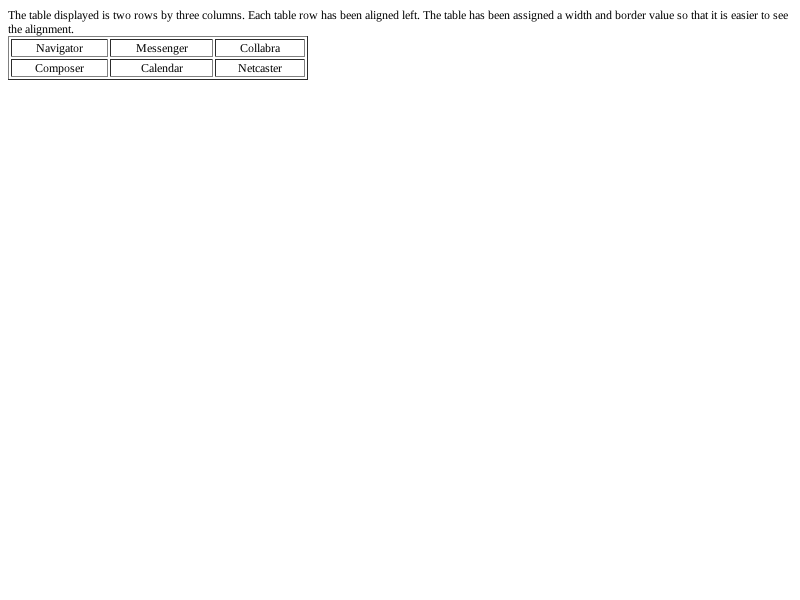 The table displayed is two rows by three columns. Each table row has been aligned left. The table has been assigned a width and border value so that it is easier to see
the alignment.
Navigator Messenger Collabra
Composer Calendar Netcaster